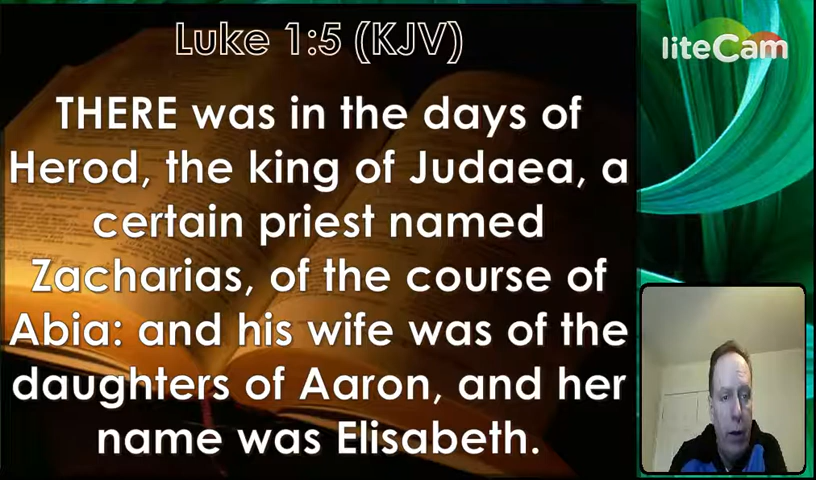 Luke 1:5 (KJV)
liteCam
THERE was in the days of
Herod, the king of Judaea, a
certain priest named
Zacharias, of the course of
Abia: and his wife was of the
daughters of Aaron, and her
name was Elisabeth.